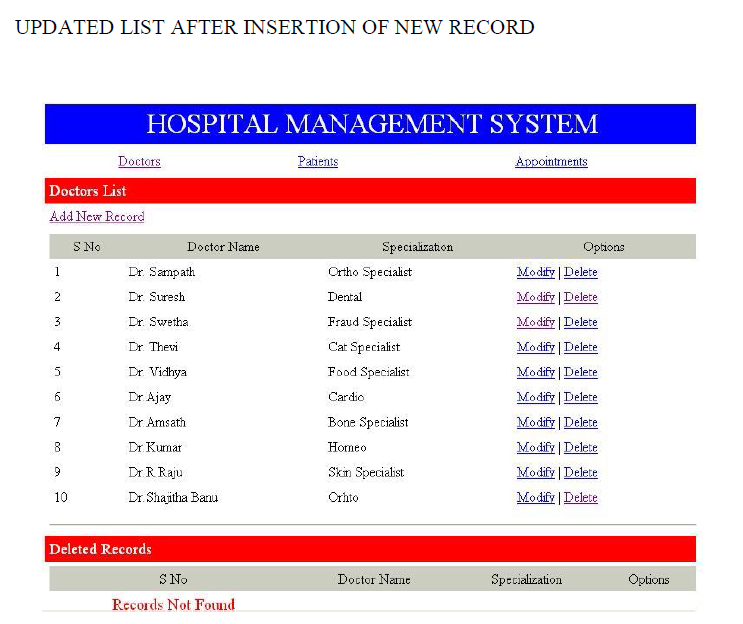 UPDATED LIST AFTER INSERTION OF NEW RECORD
HOSPITAL MANAGEMENT SYSTEM
Doctors Patients Appointments
Doctors List
Add New Record
S No Doctor Name Specialization Options
1 Dr. Sampath Ortho Specialist Modify | Delete
2 Dr. Suresh Dental Modify | Delete
3 Dr. Swetha Fraud Specialist Modify | Delete
4 Dr. Thevi Cat Specialist Modify | Delete
5 Dr. Vidhya Food Specialist Modify | Delete
6 Dr.Ajay Cardio Modify | Delete
7 Dr.Amsath Bone Specialist Modify | Delete
8 Dr.Kumar Homeo Modify | Delete
9 Dr.R.Raju Skin Specialist Modify | Delete
10 Dr.Shajitha Banu Orhto Modify | Delete
Deleted Records
S No Doctor Name Specialization Options
Records Not Found